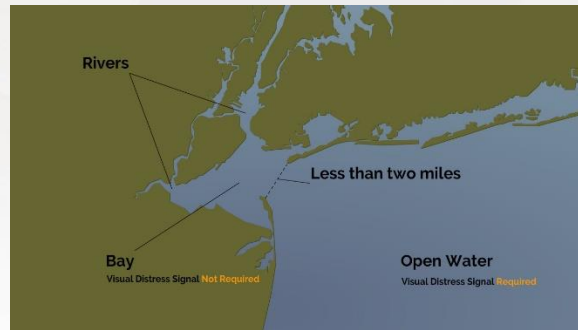 Rivers
Less than two miles
Bay
Visual Distress Signal Not Required
Open Water
Visual Distress Signal Required